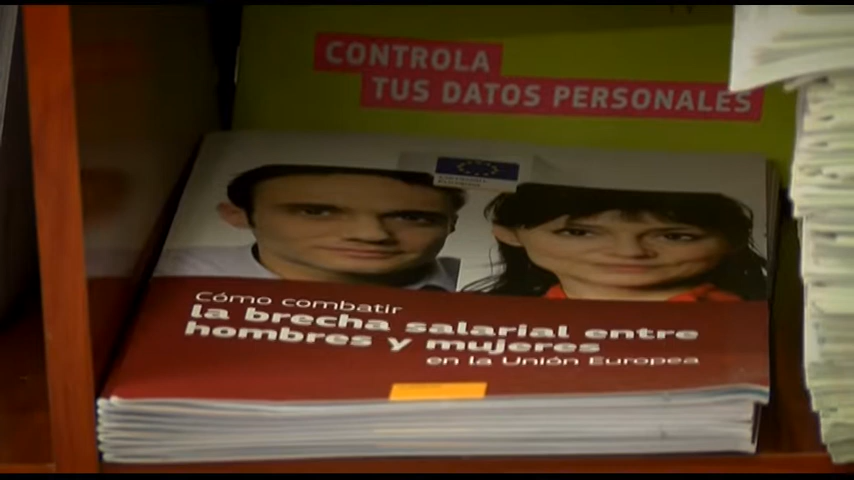 CONTROLA
TUS DATOS PERSONALES
Cómo combatir
la brecha salarial entre
hombres y mujeres
en la Unión Europea